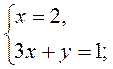 x = 2,
3x + y = 1;